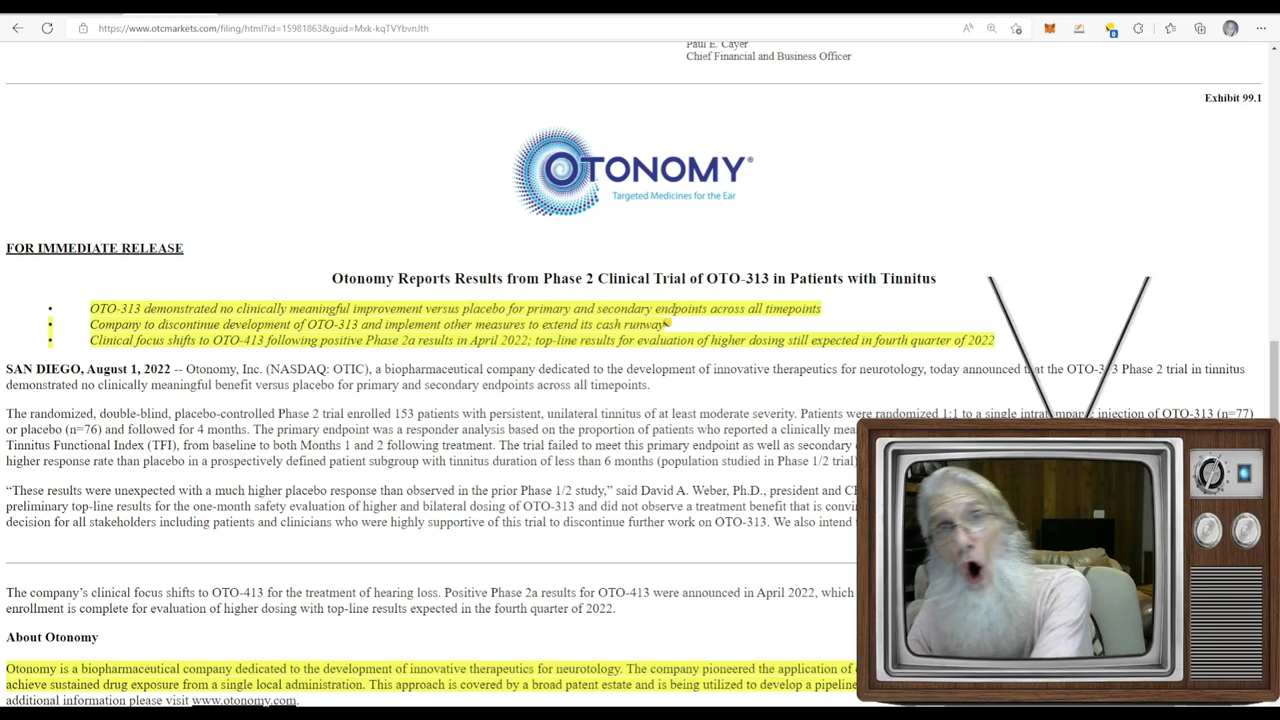 https://www.otcmarkets.com/filing/html?id=15981863&guid=Mxk-kqTVYbvnJth
Paul E. Cayer
Chief Financial and Business Officer
Exhibit 99.1
OTONOMY®
Targeted Medicines for the Ear
FOR IMMEDIATE RELEASE
Otonomy Reports Results from Phase 2 Clinical Trial of OTO-313 in Patients with Tinnitus
• OTO-313 demonstrated no clinically meaningful improvement versus placebo for primary and secondary endpoints across all timepoints
• Company to discontinue development of OTO-313 and implement other measures to extend its cash runway
• Clinical focus shifts to OTO-413 following positive Phase 2a results in April 2022; top-line results for evaluation of higher dosing still expected in fourth quarter of 2022
SAN DIEGO, August 1, 2022 -- Otonomy, Inc. (NASDAQ: OTIC), a biopharmaceutical company dedicated to the development of innovative therapeutics for neurotology, today announced that the OTO-313 Phase 2 trial in tinnitus
demonstrated no clinically meaningful benefit versus placebo for primary and secondary endpoints across all timepoints.
The randomized, double-blind, placebo-controlled Phase 2 trial enrolled 153 patients with persistent, unilateral tinnitus of at least moderate severity. Patients were randomized 1:1 to a single intratympanic injection of OTO-313 (n=77)
or placebo (n=76) and followed for 4 months. The primary endpoint was a responder analysis based on the proportion of patients who reported a clinically
Tinnitus Functional Index (TFI), from baseline to both Months 1 and 2 following treatment. The trial failed to meet this primary endpoint as well as secondary
higher response rate than placebo in a prospectively defined patient subgroup with tinnitus duration of less than 6 months (population studied in Phase 1/2 trial)
“These results were unexpected with a much higher placebo response than observed in the prior Phase 1/2 study,” said David A. Weber, Ph.D., president and
preliminary top-line results for the one-month safety evaluation of higher and bilateral dosing of OTO-313 and did not observe a treatment benefit that is
decision for all stakeholders including patients and clinicians who were highly supportive of this trial to discontinue further work on OTO-313. We also intend
The company’s clinical focus shifts to OTO-413 for the treatment of hearing loss. Positive Phase 2a results for OTO-413 were announced in April 2022, which
enrollment is complete for evaluation of higher dosing with top-line results expected in the fourth quarter of 2022.
About Otonomy
Otonomy is a biopharmaceutical company dedicated to the development of innovative therapeutics for neurotology. The company pioneered the application of
achieve sustained drug exposure from a single local administration. This approach is covered by a broad patent estate and is being utilized to develop a pipeline
additional information please visit www.otonomy.com.